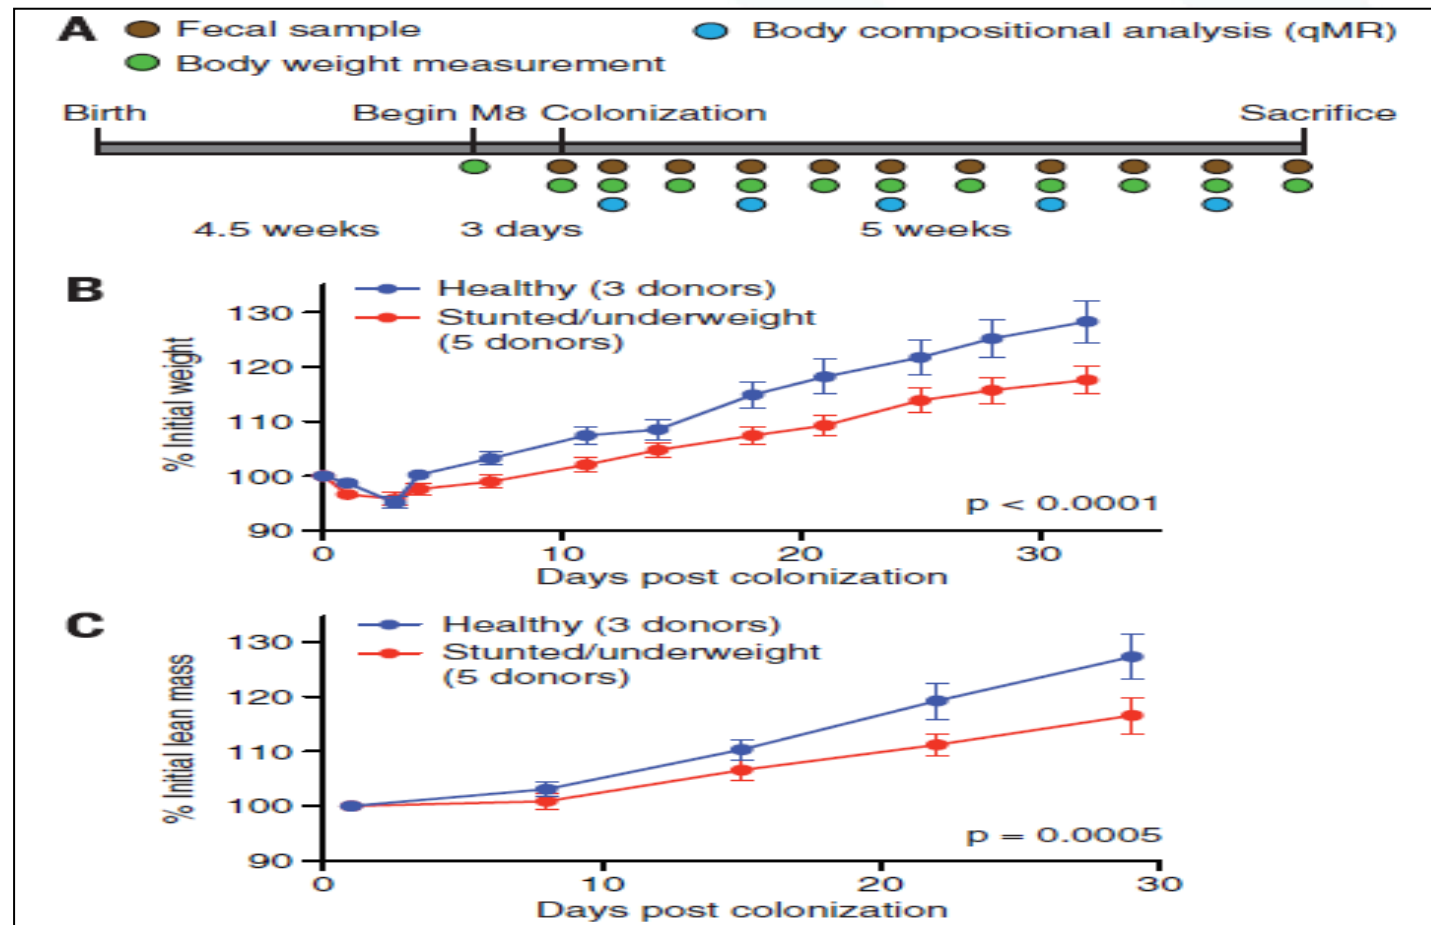 A
Fecal sample
Body compositional analysis (qMR)
Body weight measurement
Birth
Begin M8 Colonization
Sacrifice
4.5 weeks
3 days
5 weeks
B
Healthy (3 donors)
Stunted/underweight
(5 donors)
% Initial weight
130
120
110
100
90
p < 0.0001
0
10
20
30
Days post colonization
C
Healthy (3 donors)
Stunted/underweight
(5 donors)
% Initial lean mass
130
120
110
100
90
p = 0.0005
0
10
20
30
Days post colonization